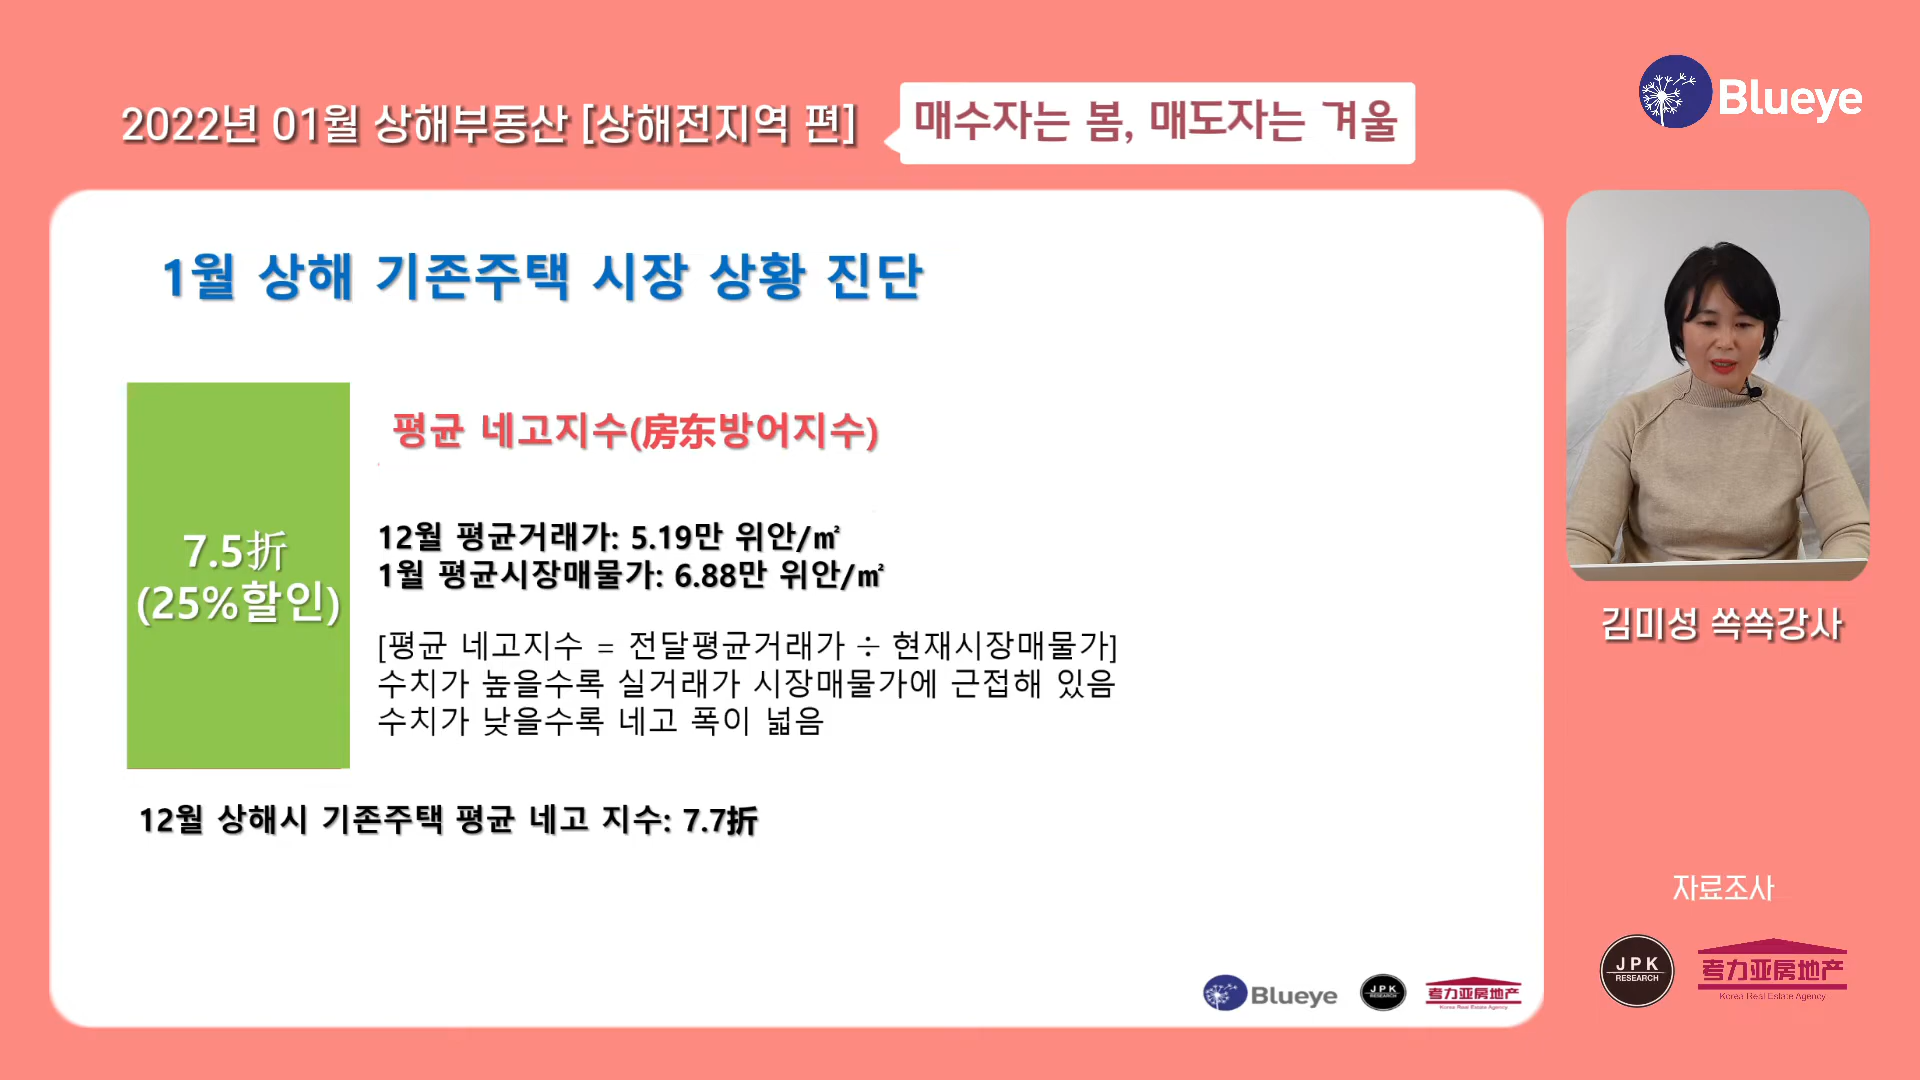 2022년 01월 상해부동산 [상해전지역 편]
매수자는 봄, 매도자는 겨울
Blueye
1월 상해 기존주택 시장 상황 진단
7.5折
(25%할인)
평균 네고지수(房东방어지수)
12월 평균거래가: 5.19만 위안/㎡
1월 평균시장매물가: 6.88만 위안/㎡
[평균 네고지수 = 전달평균거래가 ÷ 현재시장매물가]
수치가 높을수록 실거래가 시장매물가에 근접해 있음
수치가 낮을수록 네고 폭이 넓음
12월 상해시 기존주택 평균 네고 지수: 7.7折
Blueye
JPK
RESEARCH
考力亚房地产
Korea Real Estate Agency
김미성 쏙쏙강사
자료조사
JPK
RESEARCH
考力亚房地产
Korea Real Estate Agency